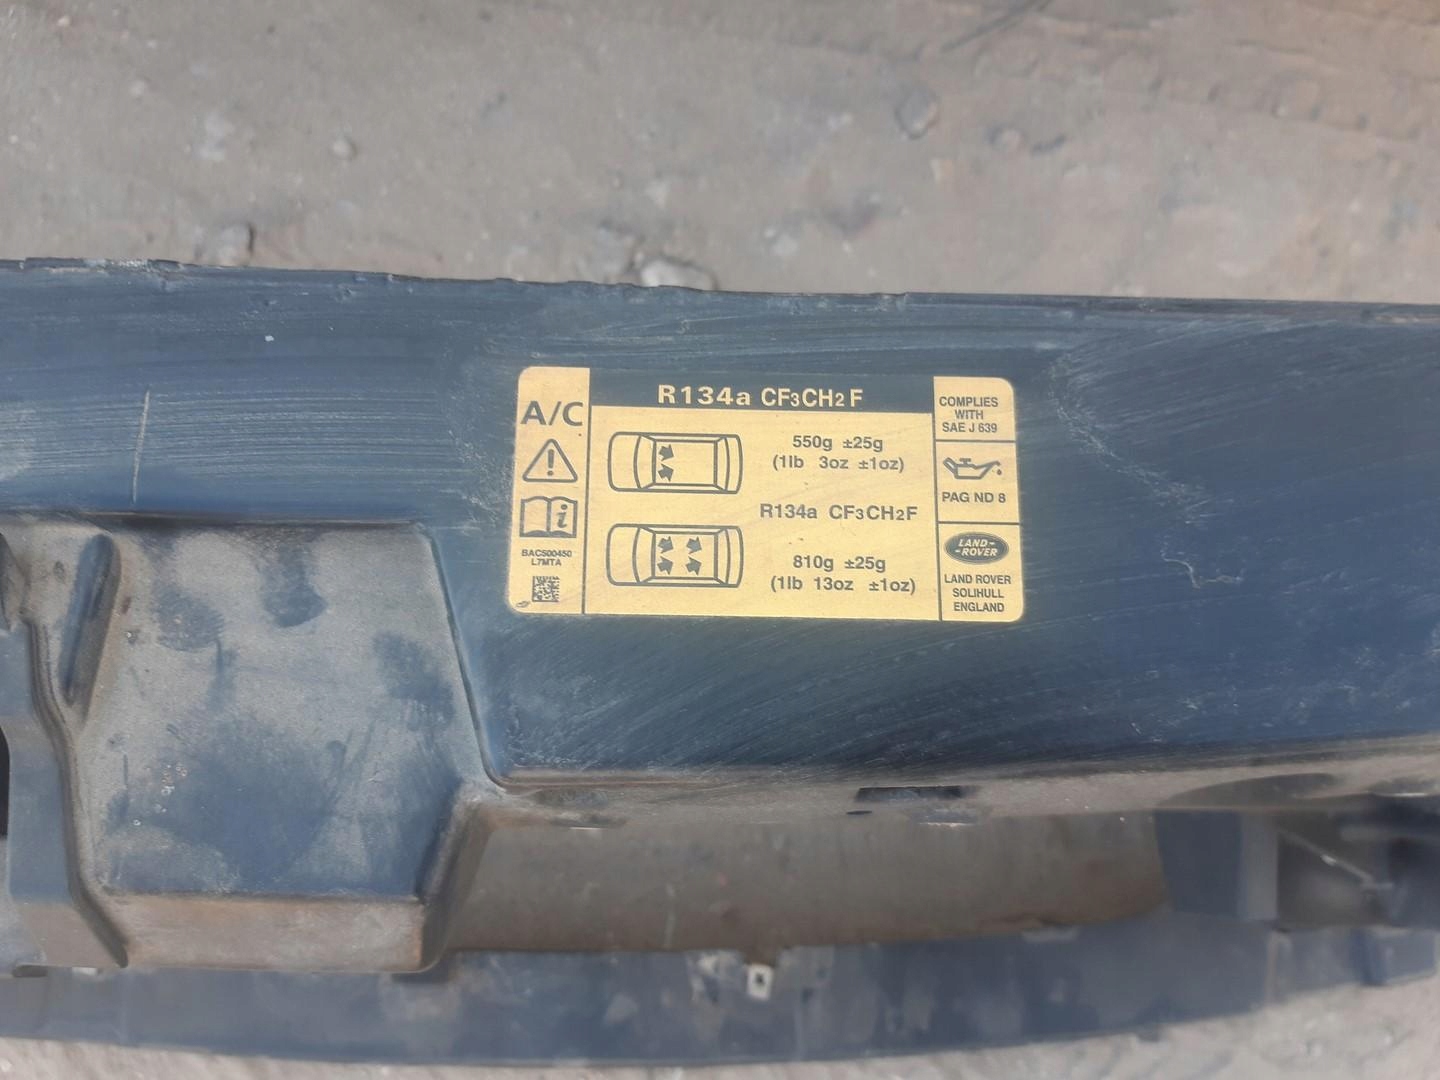 A/C
BAC500450
L7MTA
R134a CF3CH2F
550g ±25g
(1lb 3oz ±1oz)
R134a CF3CH2F
810g ±25g
(1lb 13oz ±1oz)
COMPLIES
WITH
SAE J 639
PAG ND 8
LAND-
-ROVER
LAND ROVER
SOLIHULL
ENGLAND